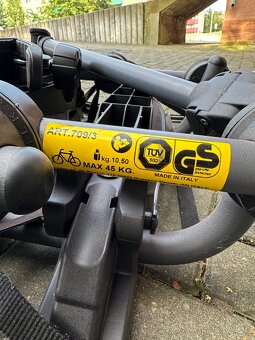 ART.709/3
kg.10,50
MAX 45 KG.
TÜV
GS
MADE IN ITALY